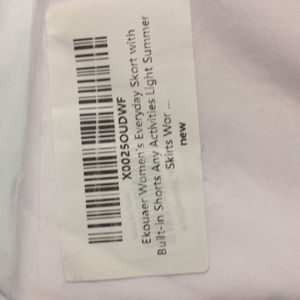 X0025OUDWF
Ekouaer Women's Everyday Skort with
Built-in Shorts Any Activities Light Summer
Skirts Wor ...
new